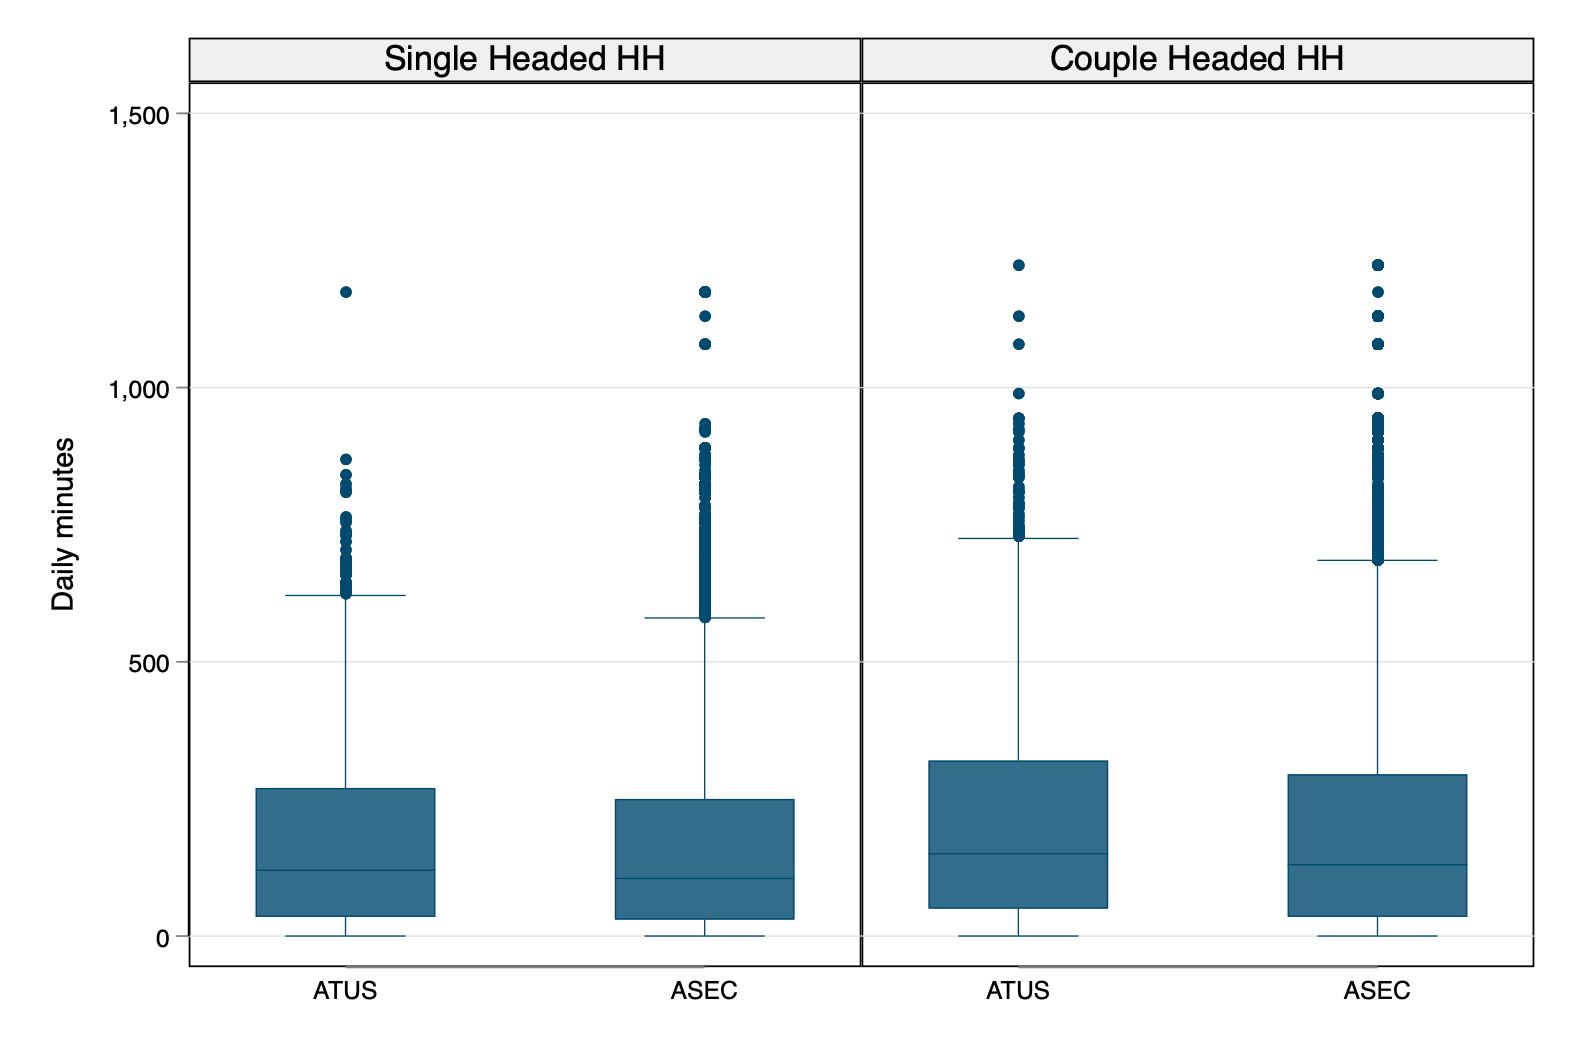 Single Headed HH
Couple Headed HH
1,500
1,000
500
0
Daily minutes
ATUS
ASEC
ATUS
ASEC